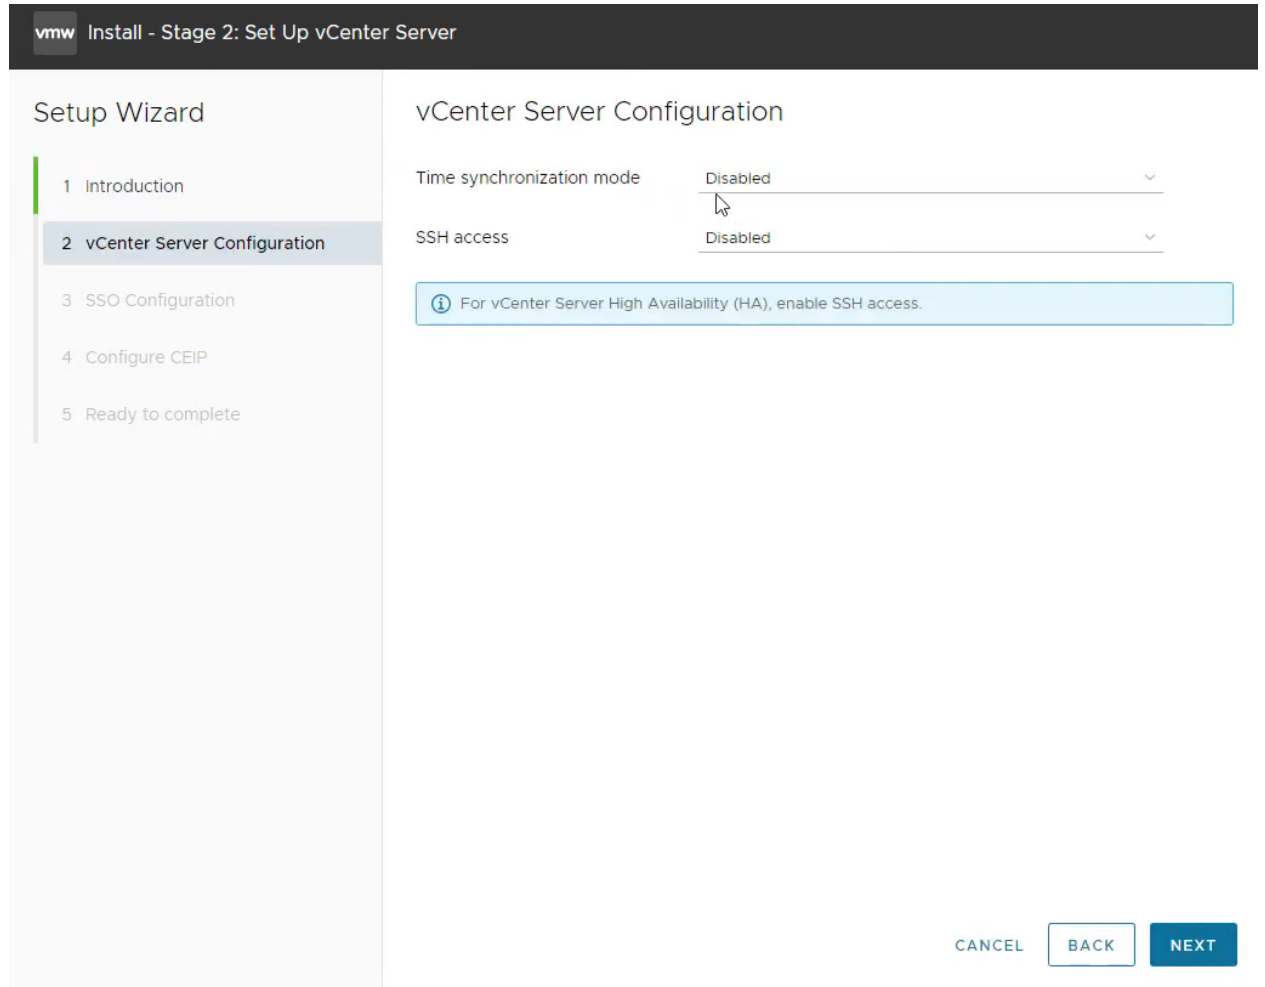 vmw Install - Stage 2: Set Up vCenter Server
Setup Wizard
1 Introduction
2 vCenter Server Configuration
3 SSO Configuration
4 Configure CEIP
5 Ready to complete
vCenter Server Configuration
Time synchronization mode Disabled
SSH access Disabled
For vCenter Server High Availability (HA), enable SSH access.
CANCEL BACK NEXT